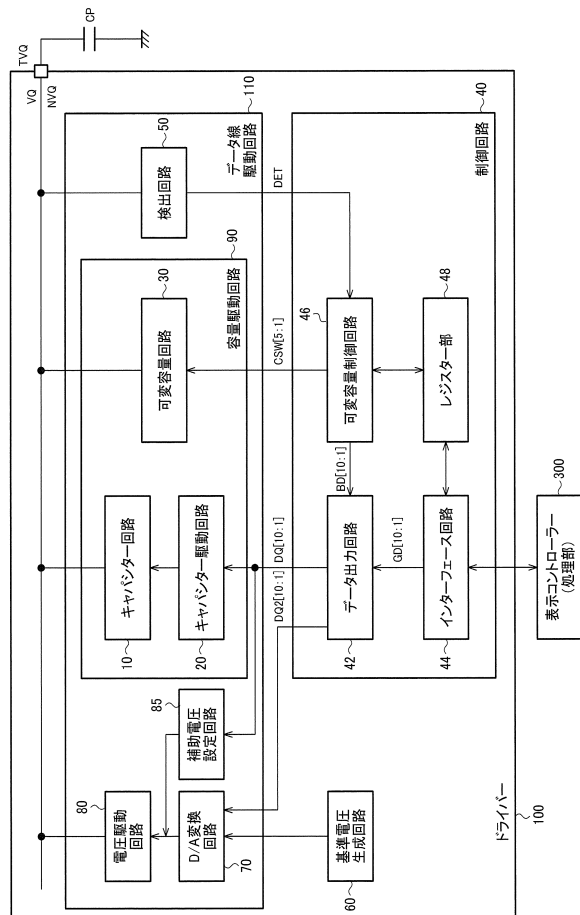 CP
TVQ
VQ
NVQ
110
データ線
駆動回路
50
検出回路
DET
90
容量駆動回路
30
可変容量回路
CSW[5:1]
キャパシター回路
10
キャパシター駆動回路
20
DQ[10:1]
DQ2[10:1]
85
補助電圧
設定回路
80
電圧駆動
回路
D/A変換
回路
70
40
制御回路
46
可変容量制御回路
48
レジスター部
BD[10:1]
データ出力回路
42
GD[10:1]
インターフェース回路
44
基準電圧
生成回路
60
ドライバー
100
300
表示コントローラー
(処理部)